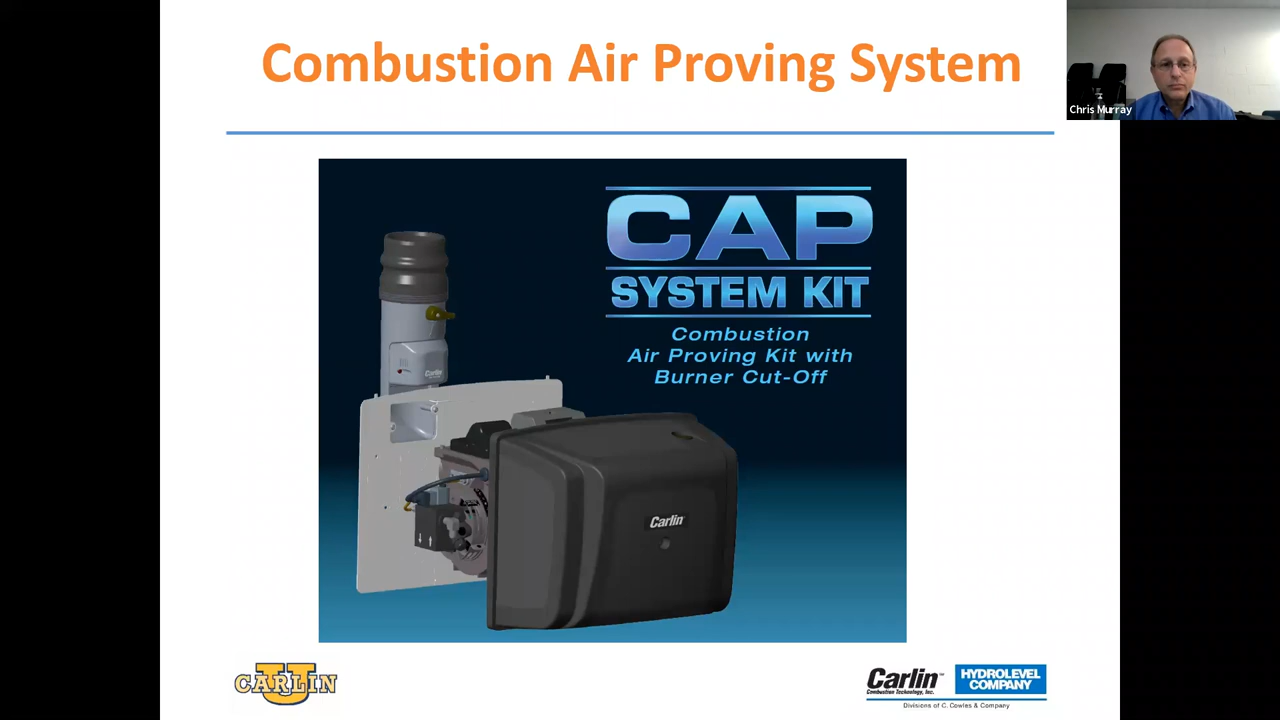 Combustion Air Proving System
Chris Murray
CAP
SYSTEM KIT
Combustion
Air Proving Kit with
Burner Cut-Off
Carlin
Carlin
U
CARLIN
Carlin™
Combustion Technology, Inc.
HYDROLEVEL
COMPANY
Divisions of C. Cowles & Company